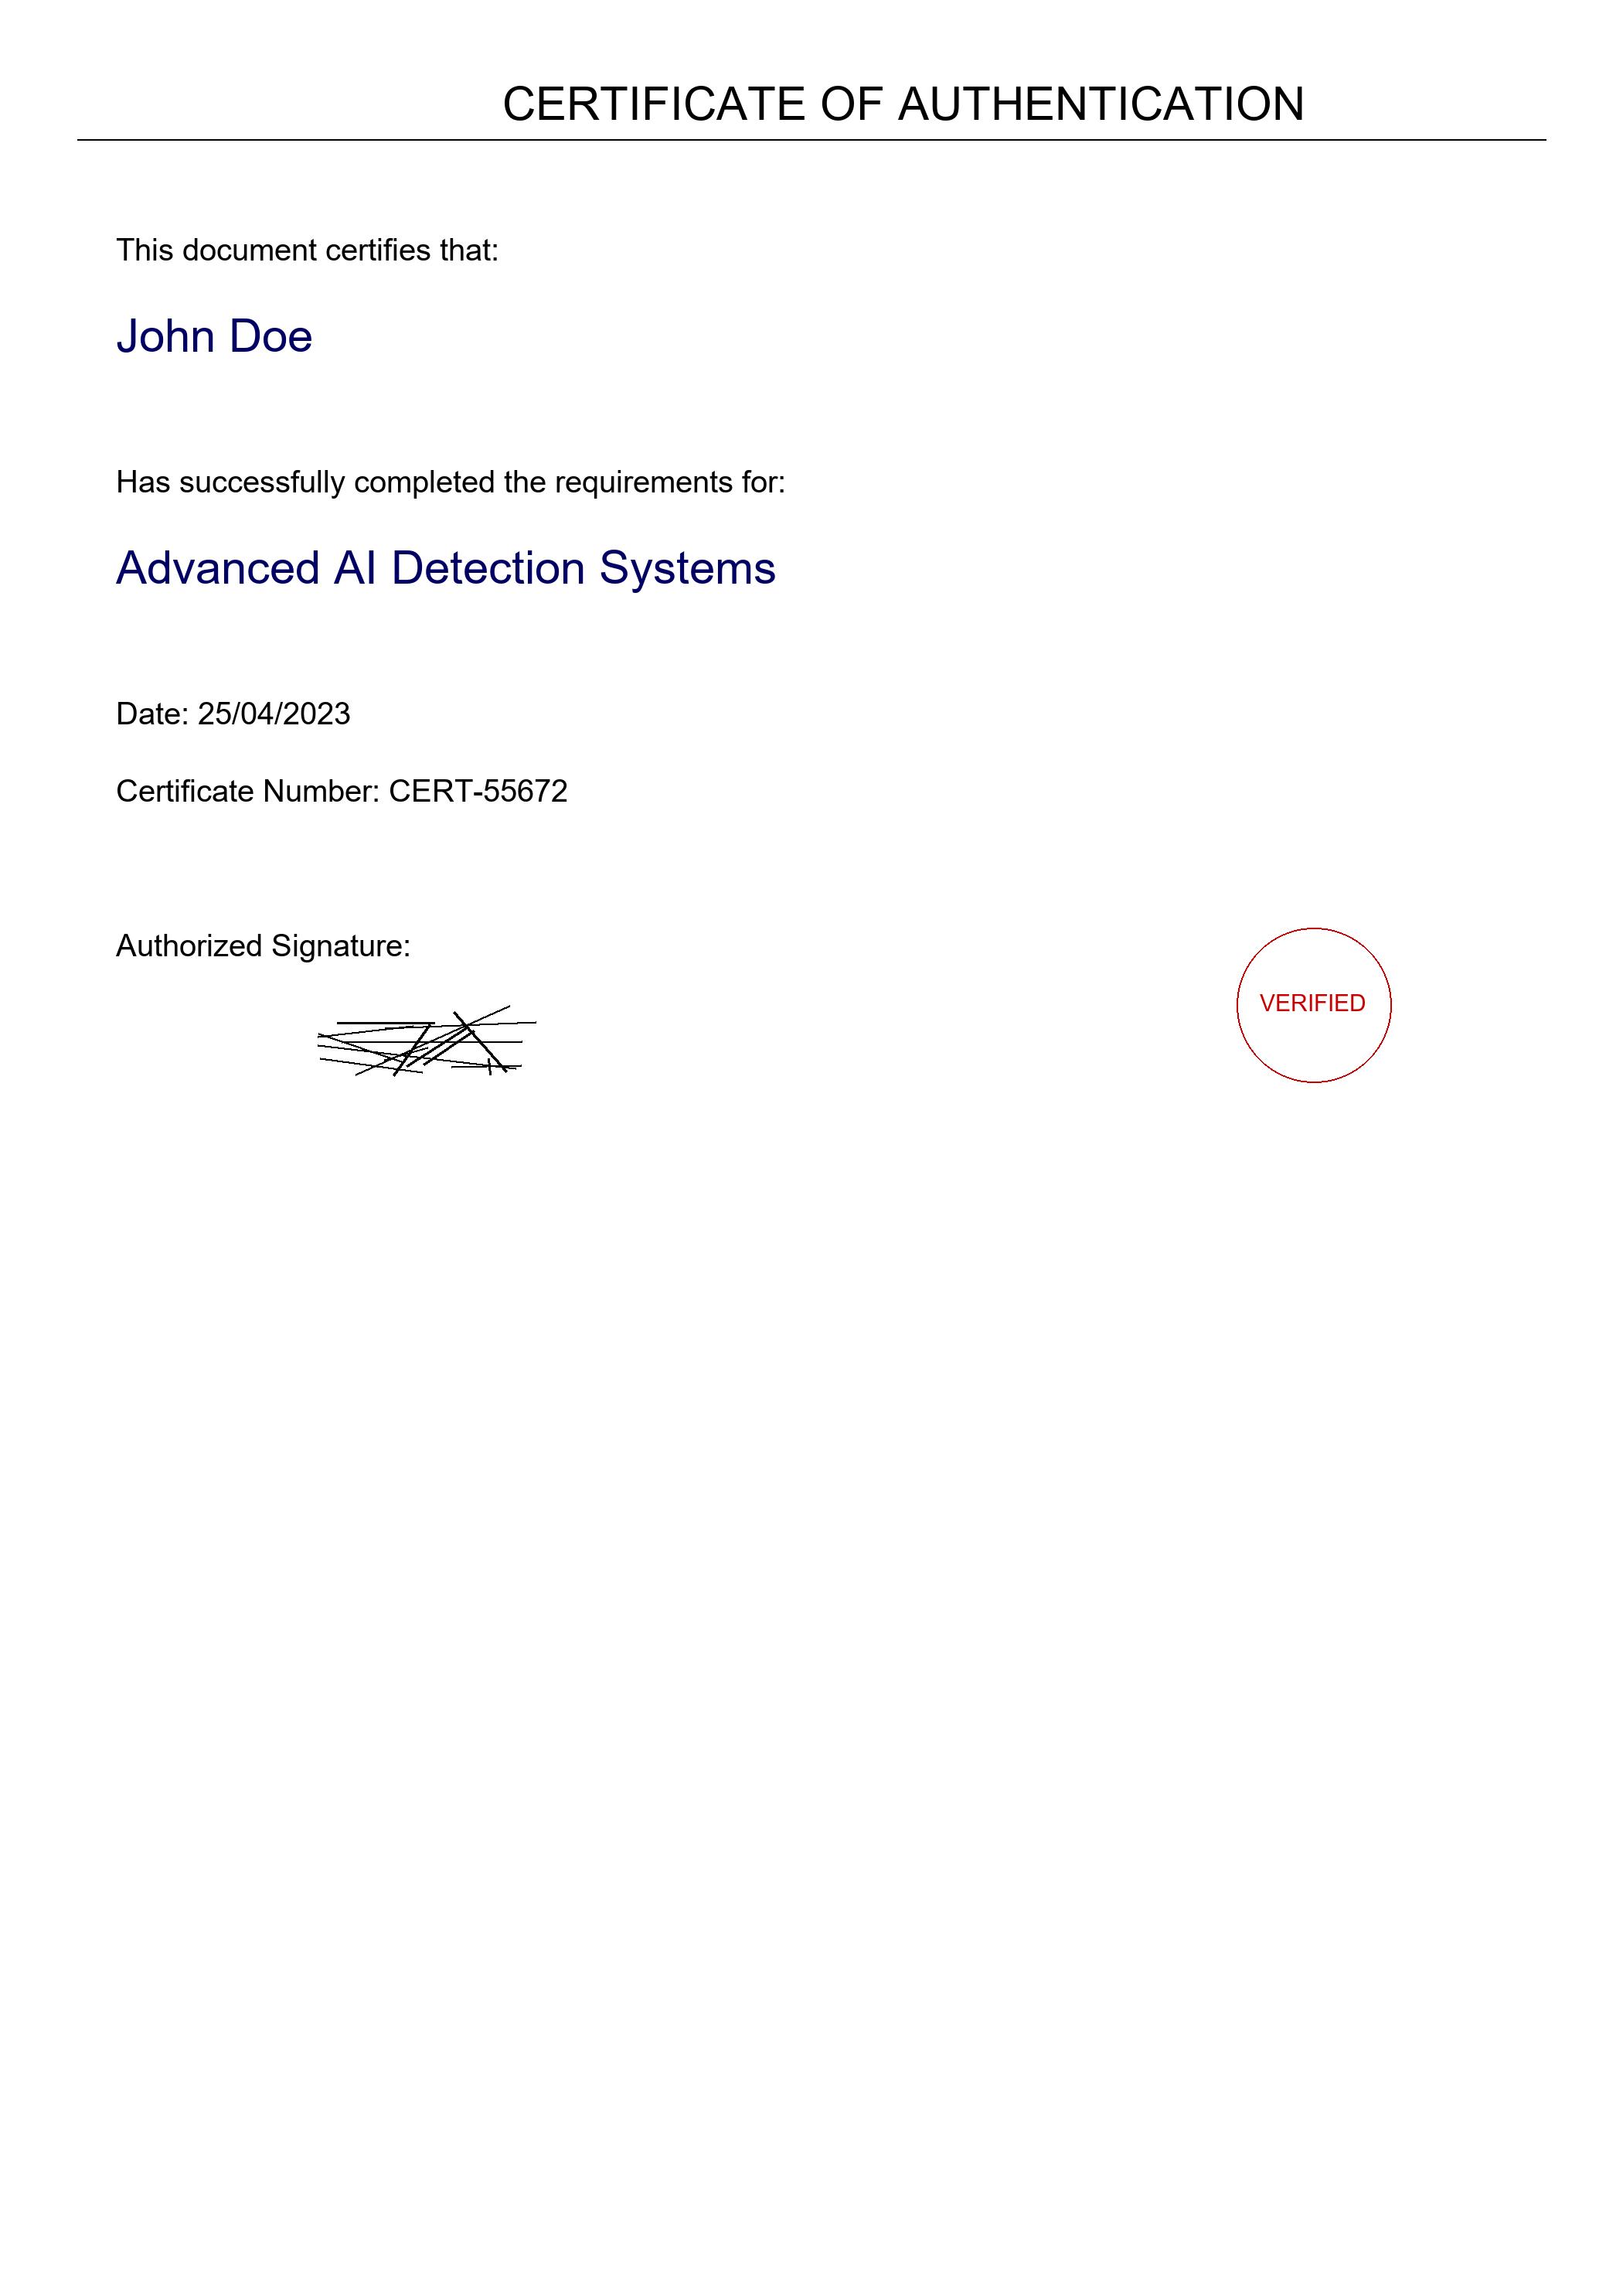 CERTIFICATE OF AUTHENTICATION
This document certifies that:
John Doe
Has successfully completed the requirements for:
Advanced AI Detection Systems
Date: 25/04/2023
Certificate Number: CERT-55672
Authorized Signature:
VERIFIED